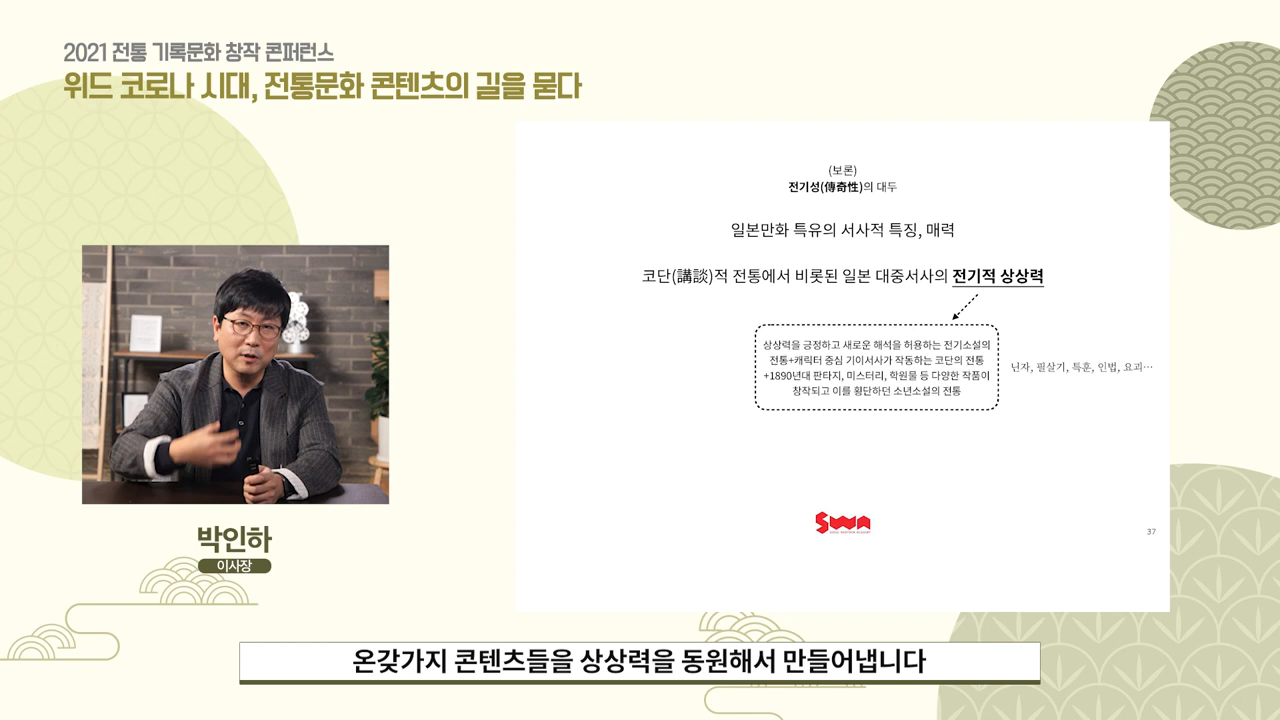 2021 전통 기록문화 창작 콘퍼런스
위드 코로나 시대, 전통문화 콘텐츠의 길을 묻다
(보론)
전기성(傳奇性)의 대두
일본만화 특유의 서사적 특징, 매력
코단(講談)적 전통에서 비롯된 일본 대중서사의 전기적 상상력
상상력을 긍정하고 새로운 해석을 허용하는 전기소설의
전통+캐릭터 중심 기이서사가 작동하는 코단의 전통
+1890년대 판타지, 미스터리, 학원물 등 다양한 작품이
창작되고 이를 횡단하던 소년소설의 전통
닌자, 필살기, 특훈, 인법, 요괴…
SWA
37
박인하
이사장
온갖가지 콘텐츠들을 상상력을 동원해서 만들어냅니다